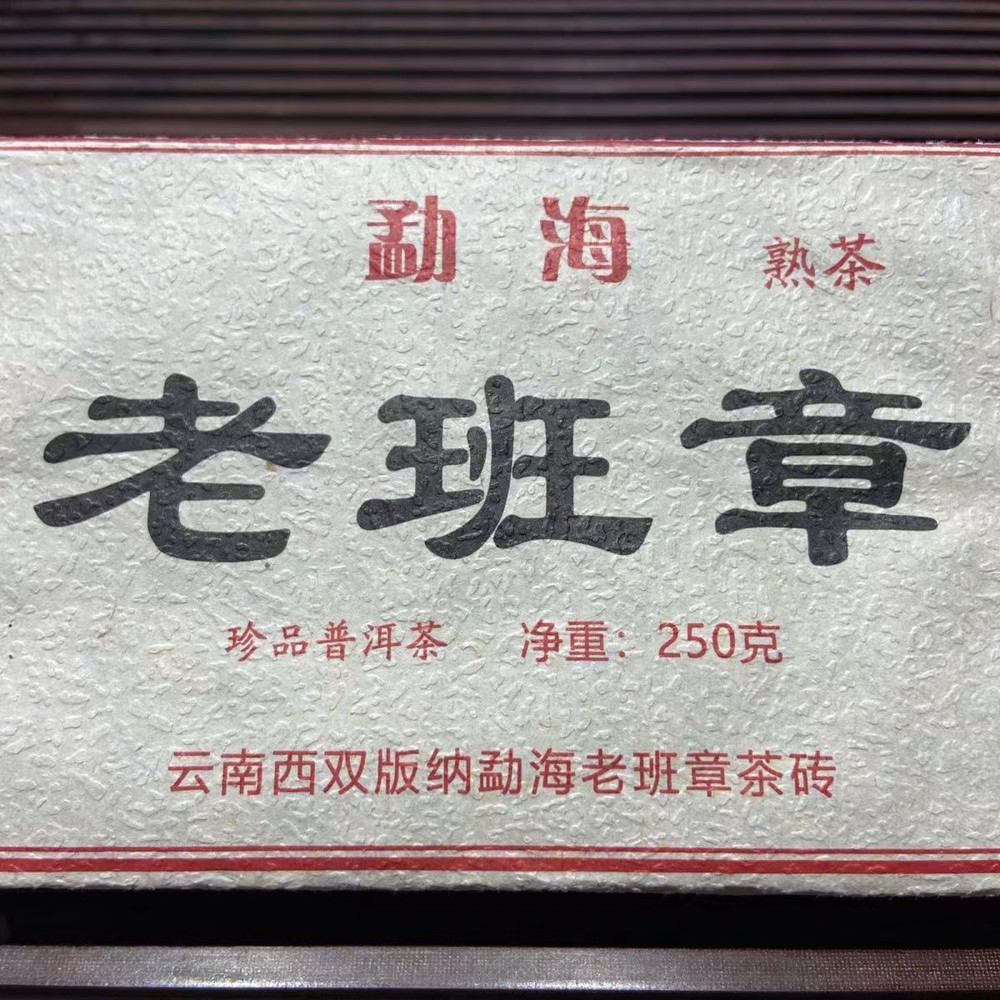 勐海 熟茶
老班章
珍品普洱茶 净重：250克
云南西双版纳勐海老班章茶砖